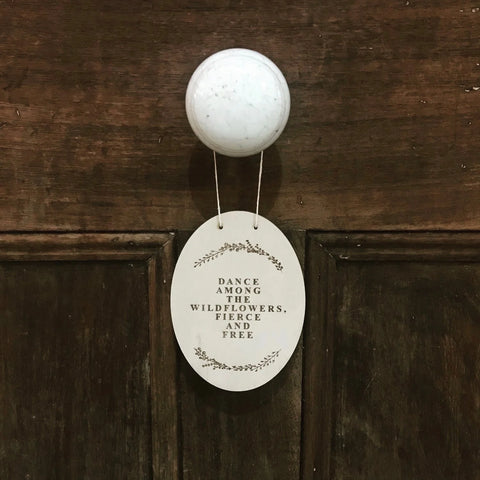 DANCE
AMONG
THE
WILDFLOWERS,
FIERCE
AND
FREE